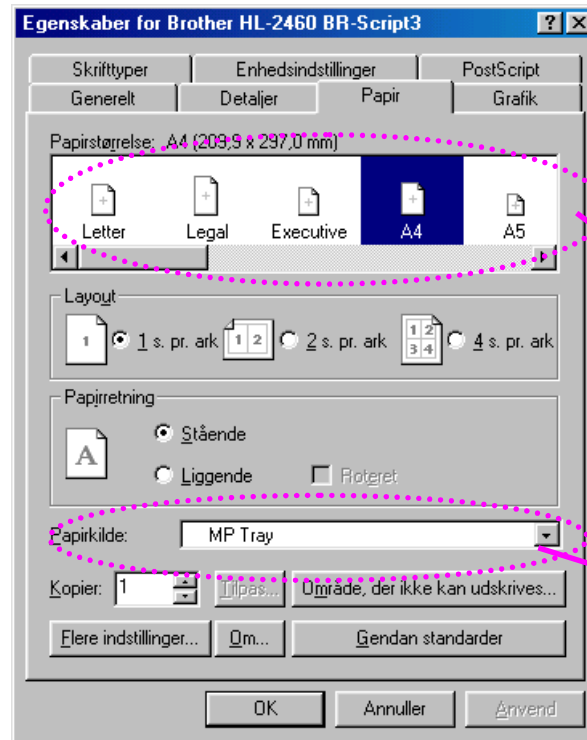 Egenskaber for Brother HL-2460 BR-Script3
Skrifttyper Enhedsindstillinger PostScript
Generelt Detaljer Papir Grafik
Papirstørrelse: A4 (209,9 x 297,0 mm)
Letter Legal Executive A4 A5
Layout
1 1 s. pr. ark 1 2 2 s. pr. ark 1 2 3 4 4 s. pr. ark
Papirretning
A Stående
Liggende Roteret
Papirkilde: MP Tray
Kopier: 1 Tilpas... Område, der ikke kan udskrives...
Flere indstillinger... Om... Gendan standarder
OK Annuller Anvend